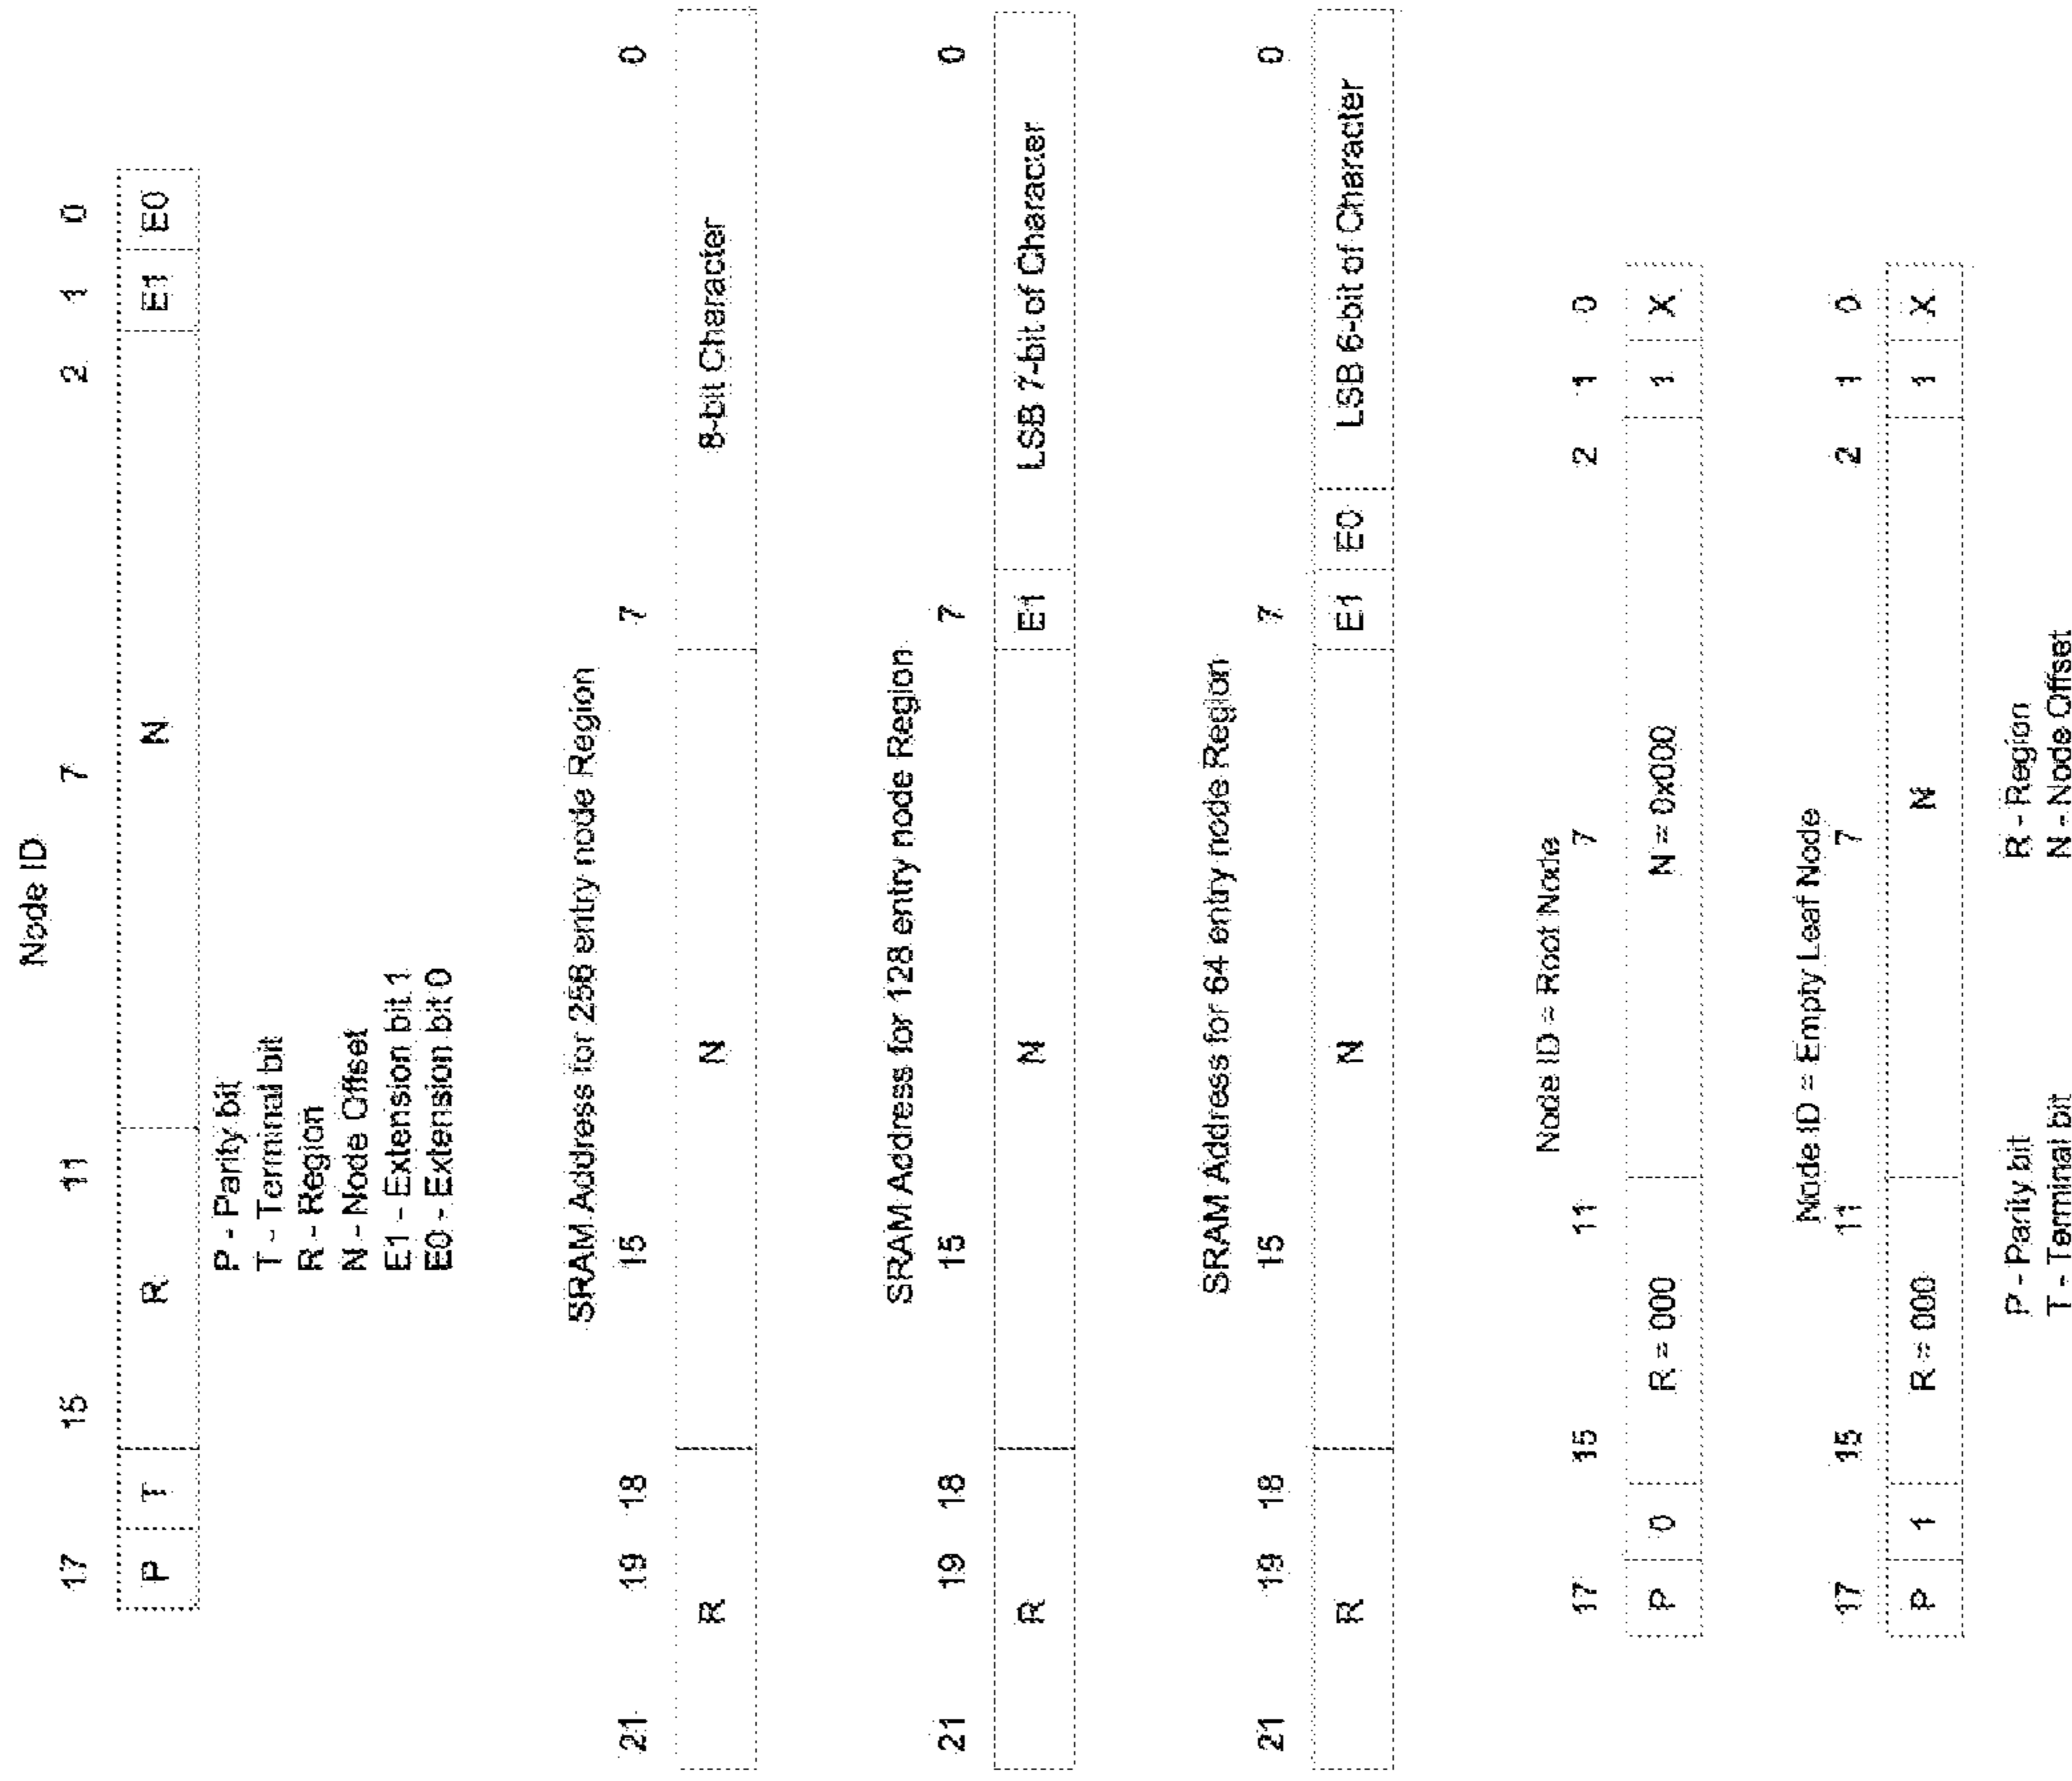 Node ID
17 15 11 7 2 1 0
P T R N E1 E0
P - Parity bit
T - Terminal bit
R - Region
N - Node Offset
E1 - Extension bit 1
E0 - Extension bit 0
SRAM Address for 256 entry node Region
21 19 18 15 7 0
R N 8-bit Character
SRAM Address for 128 entry node Region
21 19 18 15 7 0
R N E1 LSB 7-bit of Character
SRAM Address for 64 entry node Region
21 19 18 15 7 0
R N E1 E0 LSB 6-bit of Character
Node ID = Root Node
17 15 11 7 2 1 0
P 0 R = 000 N = 0x000 1 X
Node ID = Empty Leaf Node
17 15 11 7 2 1 0
P 1 R = 000 N 1 X
P - Parity bit R - Region
T - Terminal bit N - Node Offset